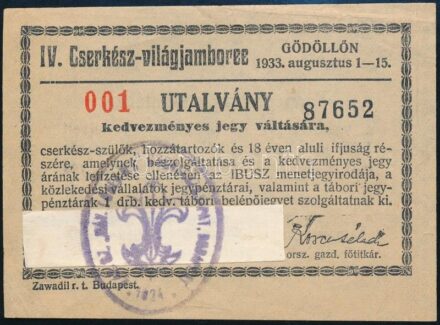 IV. Cserkész-világjamboree
GÖDÖLLŐN
1933. augusztus 1—15.
001 UTALVÁNY 87652
kedvezményes jegy váltására,
cserkész-szülők, hozzátartozók és 18 éven aluli ifjuság ré-
szére, amelynek beszolgáltatása és a kedvezményes jegy
árának lefizetése ellenében az IBUSZ menetjegyirodája, a
közlekedési vállalatok jegypénztárai, valamint a tábori jegy-
pénztárak 1 drb. kedv. tábori belépőjegyet szolgáltatnak ki.
orsz. gazd. főtitkár.
Zawadil r. t. Budapest.